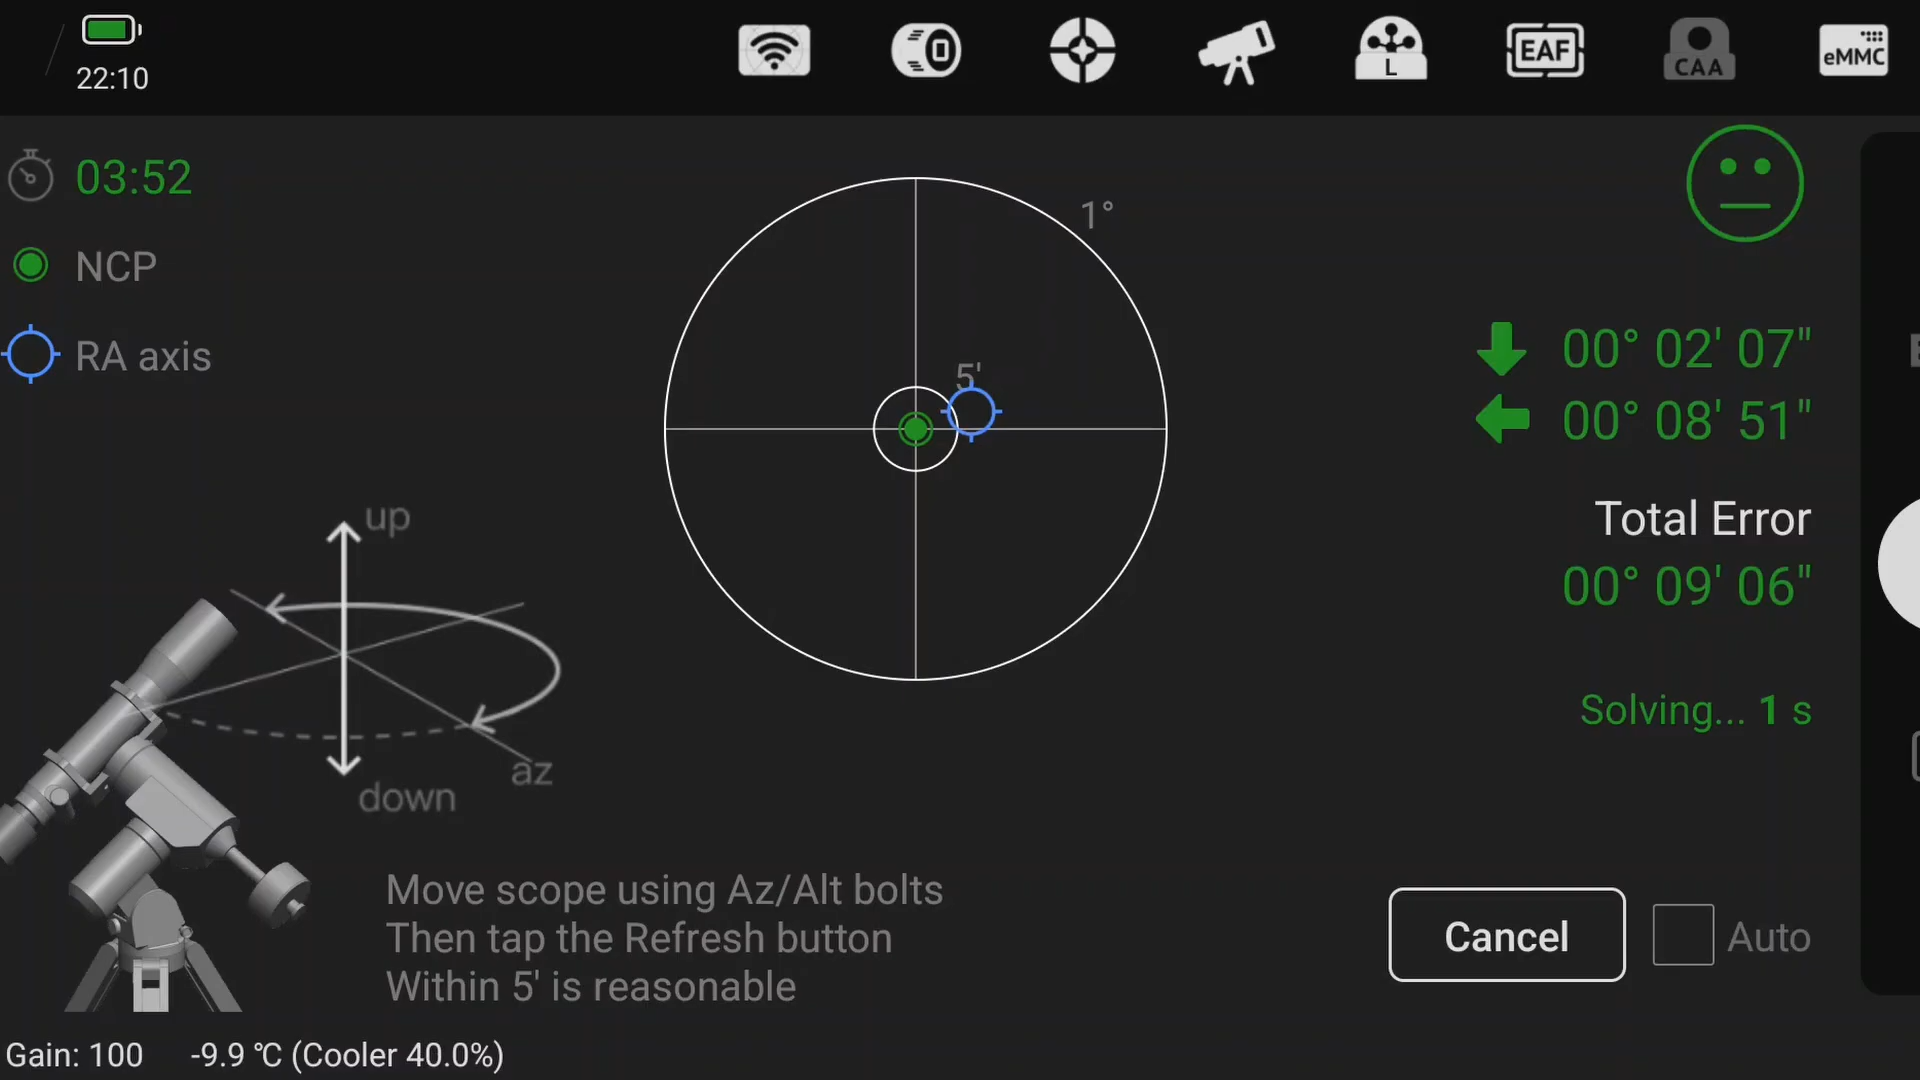 22:10
L
EAF
CAA
eMMC
03:52
NCP
RA axis
1°
5'
00° 02' 07"
00° 08' 51"
Total Error
00° 09' 06"
Solving... 1 s
up
az
down
Move scope using Az/Alt bolts
Then tap the Refresh button
Within 5' is reasonable
Cancel
Auto
Gain: 100 -9.9 ℃ (Cooler 40.0%)